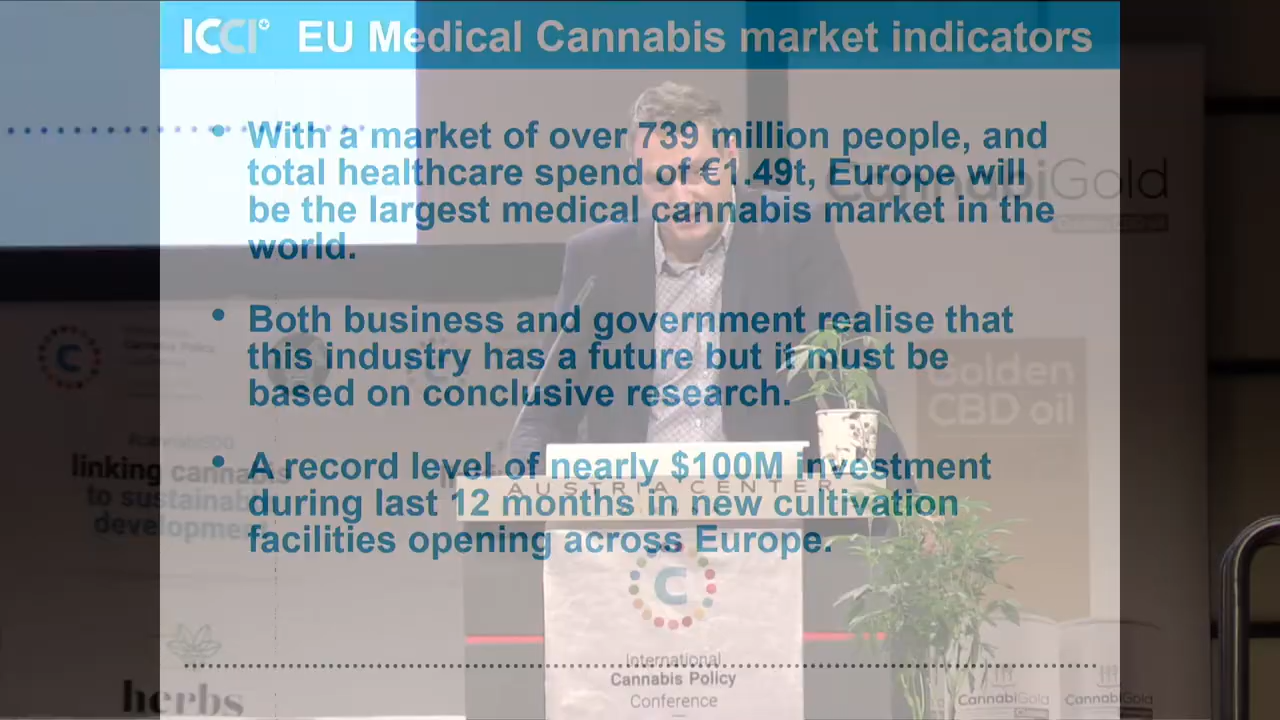 ICCI EU Medical Cannabis market indicators
• With a market of over 739 million people, and
total healthcare spend of €1.49t, Europe will
be the largest medical cannabis market in the
world.
• Both business and government realise that
this industry has a future but it must be
based on conclusive research.
• A record level of nearly $100M investment
during last 12 months in new cultivation
facilities opening across Europe.
CannabiGold
Golden
CBD oil
linking cannabis
to sustainab
developmen
herbs
AUSTRIA CENTER
C
C
International
Cannabis Policy
Conference
CannabiGold
CannabiGold